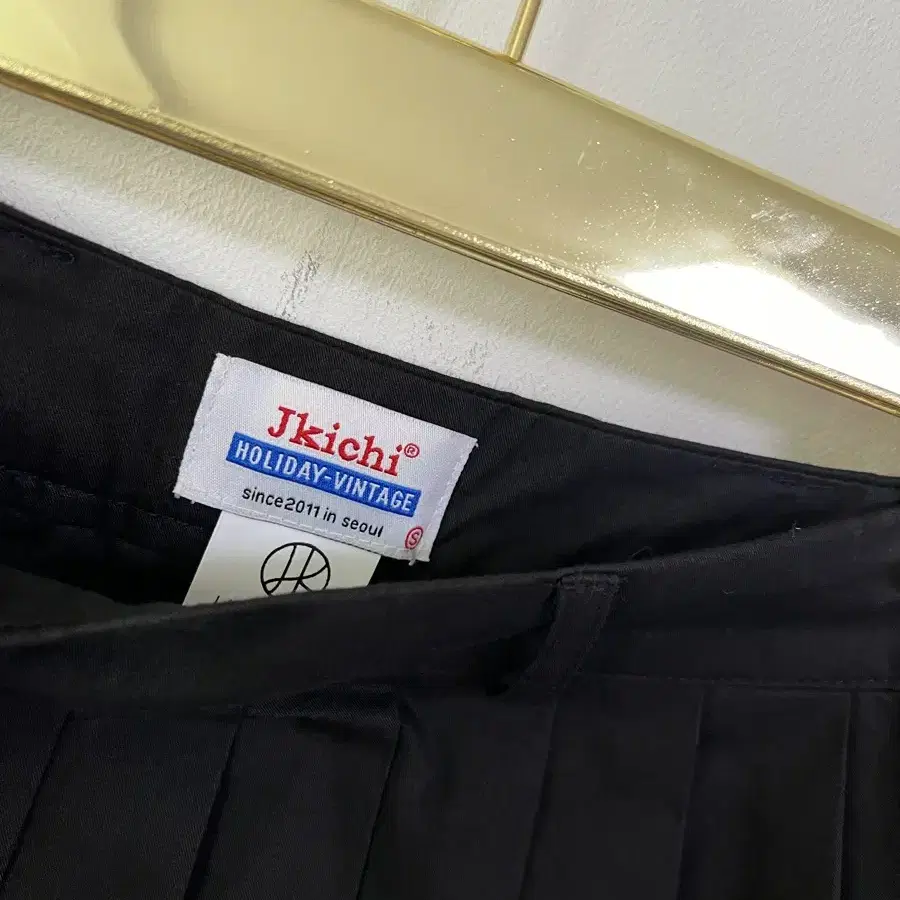 Jkichi®
HOLIDAY-VINTAGE
since2011 in seoul
S